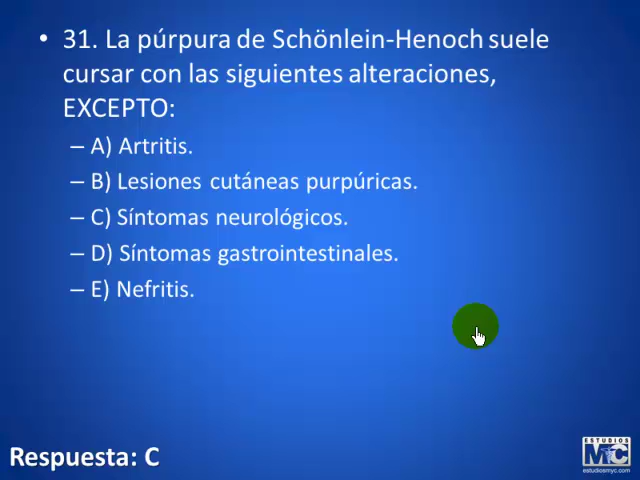 • 31. La púrpura de Schönlein-Henoch suele
cursar con las siguientes alteraciones,
EXCEPTO:
– A) Artritis.
– B) Lesiones cutáneas purpúricas.
– C) Síntomas neurológicos.
– D) Síntomas gastrointestinales.
– E) Nefritis.
Respuesta: C
ESTUDIOS
MYC
estudiosmyc.com